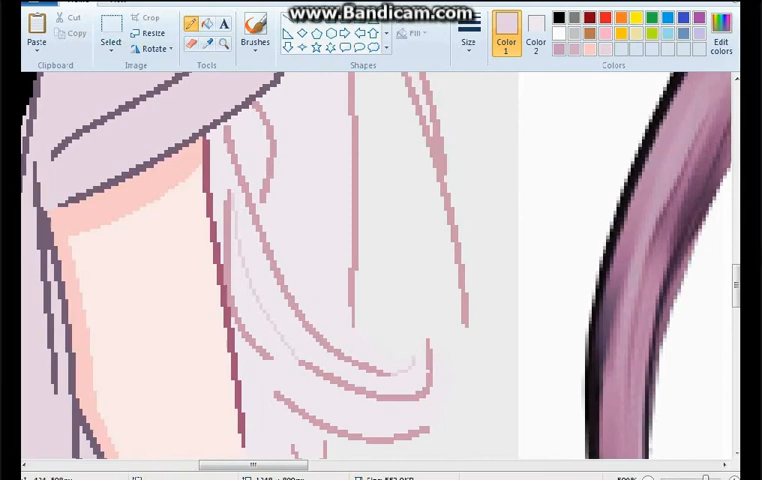 www.Bandicam.com
Paste
Cut
Copy
Clipboard
Select
Crop
Resize
Rotate
Image
A
Tools
Brushes
Shapes
Fill
Size
Color
1
Color
2
Colors
Edit
colors